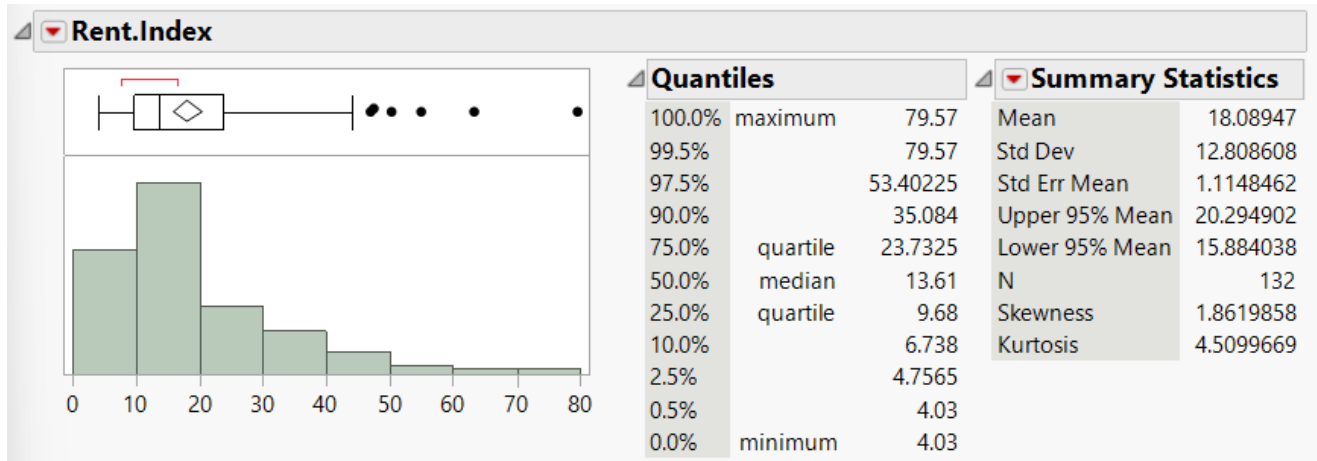 Rent.Index
0 10 20 30 40 50 60 70 80
Quantiles
100.0% maximum 79.57
99.5% 79.57
97.5% 53.40225
90.0% 35.084
75.0% quartile 23.7325
50.0% median 13.61
25.0% quartile 9.68
10.0% 6.738
2.5% 4.7565
0.5% 4.03
0.0% minimum 4.03
Summary Statistics
Mean 18.08947
Std Dev 12.808608
Std Err Mean 1.1148462
Upper 95% Mean 20.294902
Lower 95% Mean 15.884038
N 132
Skewness 1.8619858
Kurtosis 4.5099669